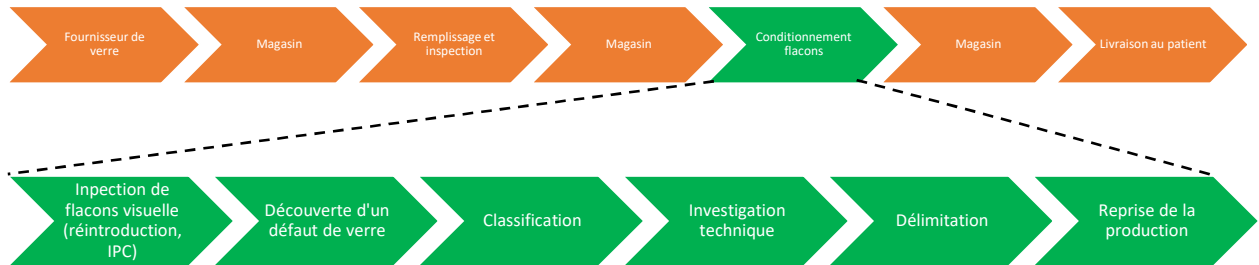 Fournisseur de
verre
Magasin
Remplissage et
inspection
Magasin
Conditionnement
flacons
Magasin
Livraison au patient
Inpection de
flacons visuelle
(réintroduction,
IPC)
Découverte d'un
défaut de verre
Classification
Investigation
technique
Délimitation
Reprise de la
production